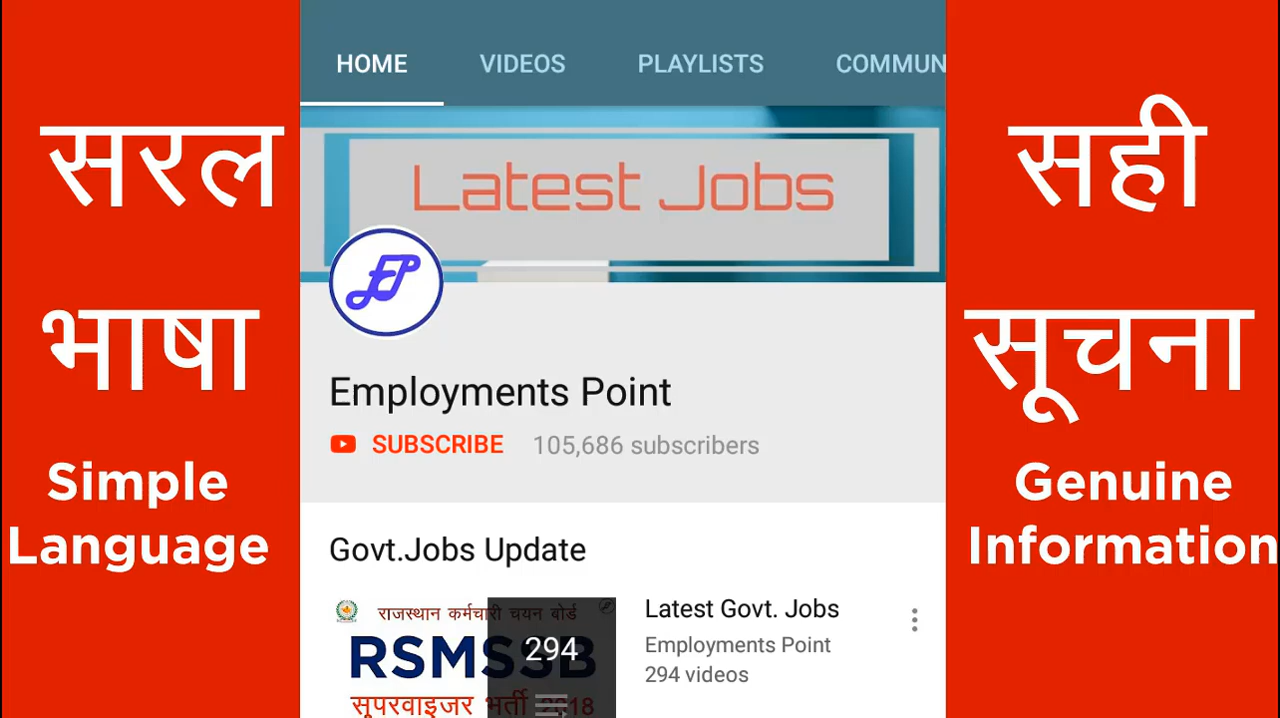 सरल
भाषा
Simple
Language
HOME VIDEOS PLAYLISTS COMMUN
Latest Jobs
EP
Employments Point
SUBSCRIBE 105,686 subscribers
Govt.Jobs Update
राजस्थान कर्मचारी चयन बोर्ड
RSMSSB
सुपरवाइजर भर्ती 2018
294
Latest Govt. Jobs
Employments Point
294 videos
सही
सूचना
Genuine
Information